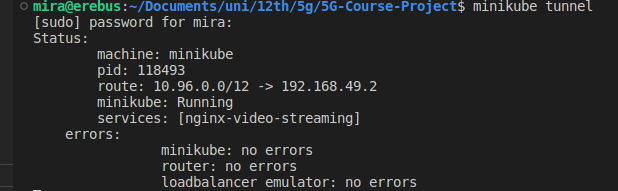 mira@erebus:~/Documents/uni/12th/5g/5G-Course-Project$ minikube tunnel
[sudo] password for mira:
Status:
machine: minikube
pid: 118493
route: 10.96.0.0/12 -> 192.168.49.2
minikube: Running
services: [nginx-video-streaming]
errors:
minikube: no errors
router: no errors
loadbalancer emulator: no errors